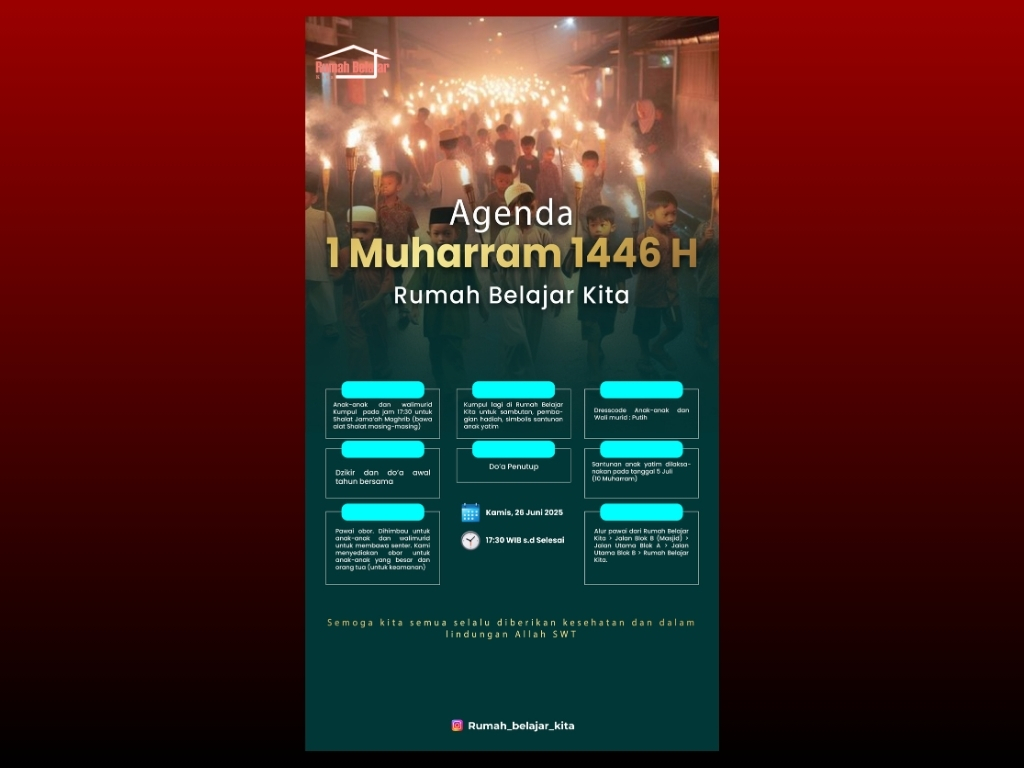 Rumah Belajar
Agenda
1 Muharram 1446 H
Rumah Belajar Kita
Anak-anak dan walimurid
Kumpul pada jam 17:30 untuk
Shalat Jama'ah Maghrib (bawa
alat Shalat masing-masing)
Dzikir dan do'a awal
tahun bersama
Pawai obor. Dihimbau untuk
anak-anak dan walimurid
untuk membawa senter. Kami
menyediakan obor untuk
anak-anak yang besar dan
orang tua (untuk keamanan)
Kumpul lagi di Rumah Belajar
Kita untuk sambutan, pemba-
gian hadiah, simbolis santunan
anak yatim
Do'a Penutup
Kamis, 26 Juni 2025
17:30 WIB s.d Selesai
Dresscode Anak-anak dan
Wali murid : Putih
Santunan anak yatim dilaksa-
nakan pada tanggal 5 Juli
(10 Muharram)
Alur pawai dari Rumah Belajar
Kita > Jalan Blok B (Masjid) >
Jalan Utama Blok A > Jalan
Utama Blok B > Rumah Belajar
Kita.
Semoga kita semua selalu diberikan kesehatan dan dalam
lindungan Allah SWT
Rumah_belajar_kita